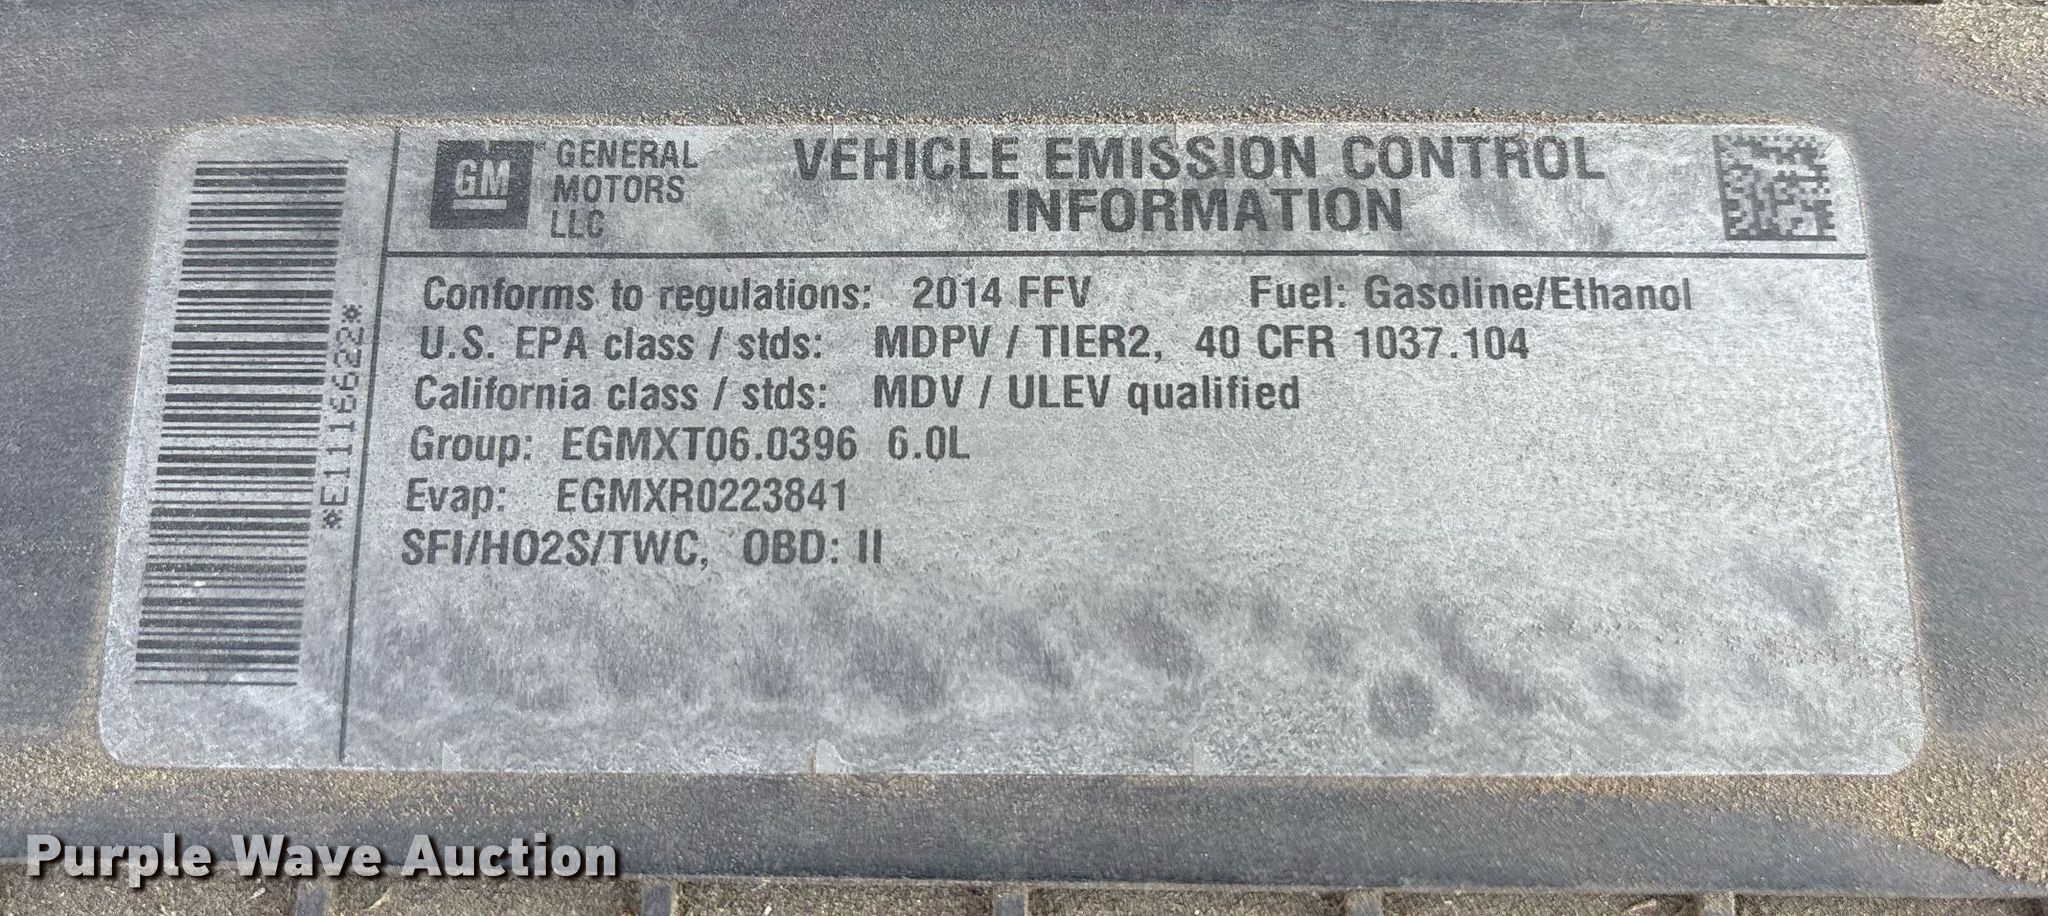 GM
GENERAL
MOTORS
LLC
VEHICLE EMISSION CONTROL
INFORMATION
*E11116622*
Conforms to regulations: 2014 FFV Fuel: Gasoline/Ethanol
U.S. EPA class / stds: MDPV / TIER2, 40 CFR 1037.104
California class / stds: MDV / ULEV qualified
Group: EGMXT06.0396 6.0L
Evap: EGMXR0223841
SFI/HO2S/TWC, OBD: II
Purple Wave Auction